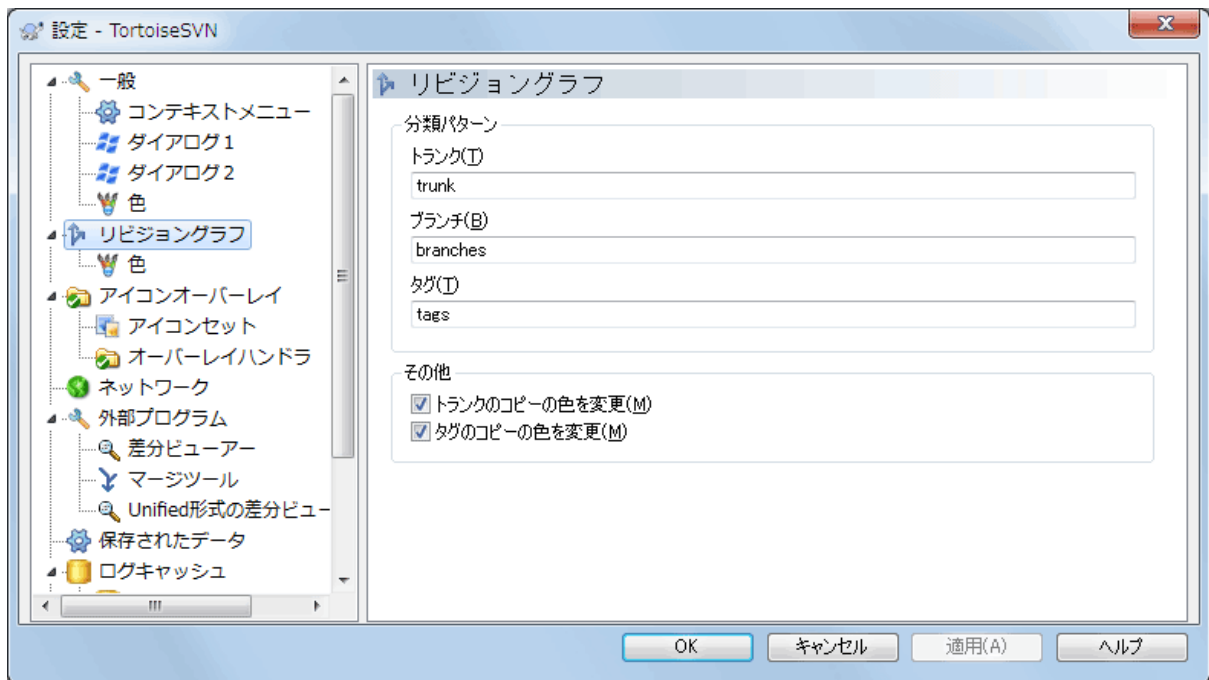 設定 - TortoiseSVN
一般
コンテキストメニュー
ダイアログ1
ダイアログ2
色
リビジョングラフ
色
アイコンオーバーレイ
アイコンセット
オーバーレイハンドラ
ネットワーク
外部プログラム
差分ビューアー
マージツール
Unified形式の差分ビュー
保存されたデータ
ログキャッシュ
リビジョングラフ
分類パターン
トランク(T)
trunk
ブランチ(B)
branches
タグ(T)
tags
その他
トランクのコピーの色を変更(M)
タグのコピーの色を変更(M)
OK
キャンセル
適用(A)
ヘルプ